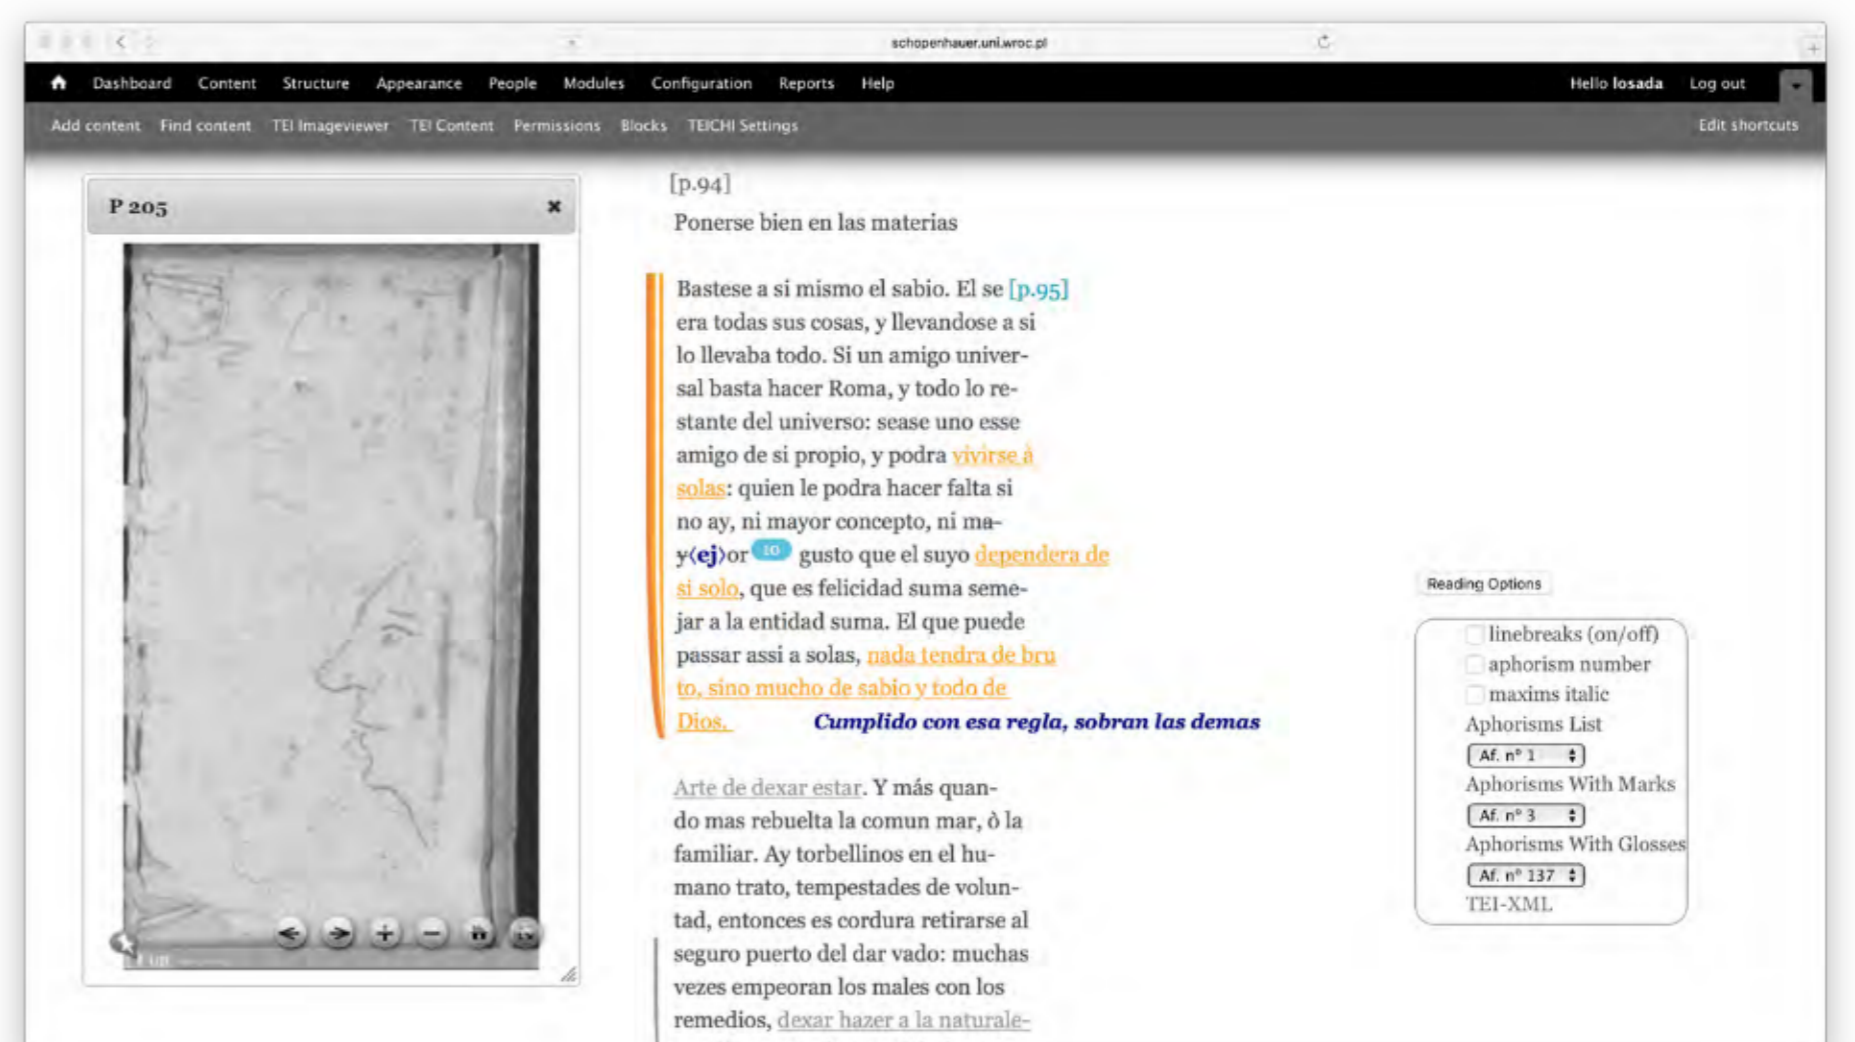 schopenhauer.uni.wroc.pl
Dashboard Content Structure Appearance People Modules Configuration Reports Help Hello losada Log out
Add content Find content TEI Imageviewer TEI Content Permissions Blocks TEICHI Settings Edit shortcuts
P 205
[p.94]
Ponerse bien en las materias
Bastese a si mismo el sabio. El se [p.95]
era todas sus cosas, y llevandose a si
lo llevaba todo. Si un amigo univer-
sal basta hacer Roma, y todo lo re-
stante del universo: sease uno esse
amigo de si propio, y podra vivirse à
solas: quien le podra hacer falta si
no ay, ni mayor concepto, ni ma-
y⟨ej⟩or 10 gusto que el suyo dependera de
si solo, que es felicidad suma seme-
jar a la entidad suma. El que puede
passar assi a solas, nada tendra de bru
to, sino mucho de sabio y todo de
Dios. Cumplido con esa regla, sobran las demas
Arte de dexar estar. Y más quan-
do mas rebuelta la comun mar, ò la
familiar. Ay torbellinos en el hu-
mano trato, tempestades de volun-
tad, entonces es cordura retirarse al
seguro puerto del dar vado: muchas
vezes empeoran los males con los
remedios, dexar hazer a la naturale-
Reading Options
linebreaks (on/off)
aphorism number
maxims italic
Aphorisms List
Af. nº 1
Aphorisms With Marks
Af. nº 3
Aphorisms With Glosses
Af. nº 137
TEI-XML